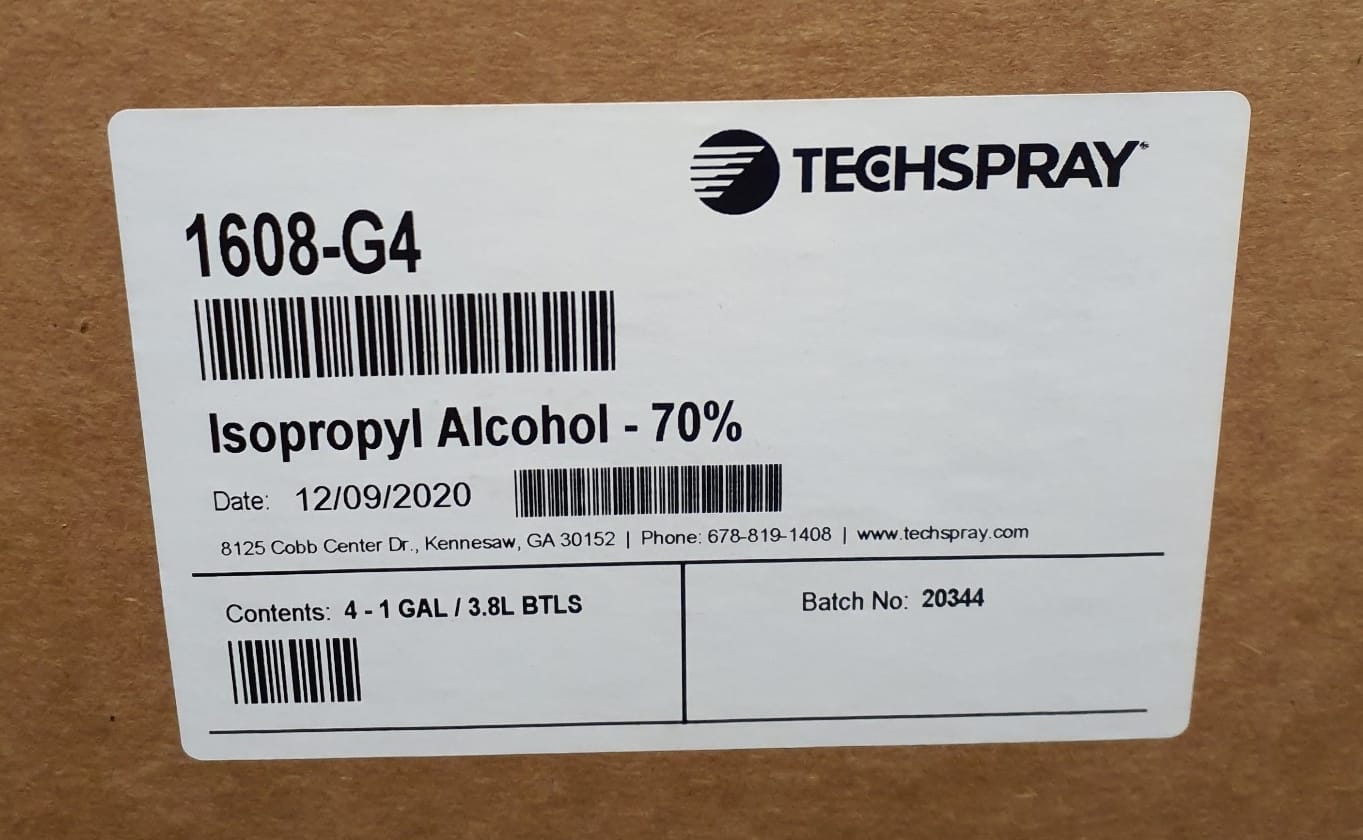 TECHSPRAY
1608-G4
Isopropyl Alcohol - 70%
Date: 12/09/2020
8125 Cobb Center Dr., Kennesaw, GA 30152 | Phone: 678-819-1408 | www.techspray.com
Contents: 4 - 1 GAL / 3.8L BTLS
Batch No: 20344